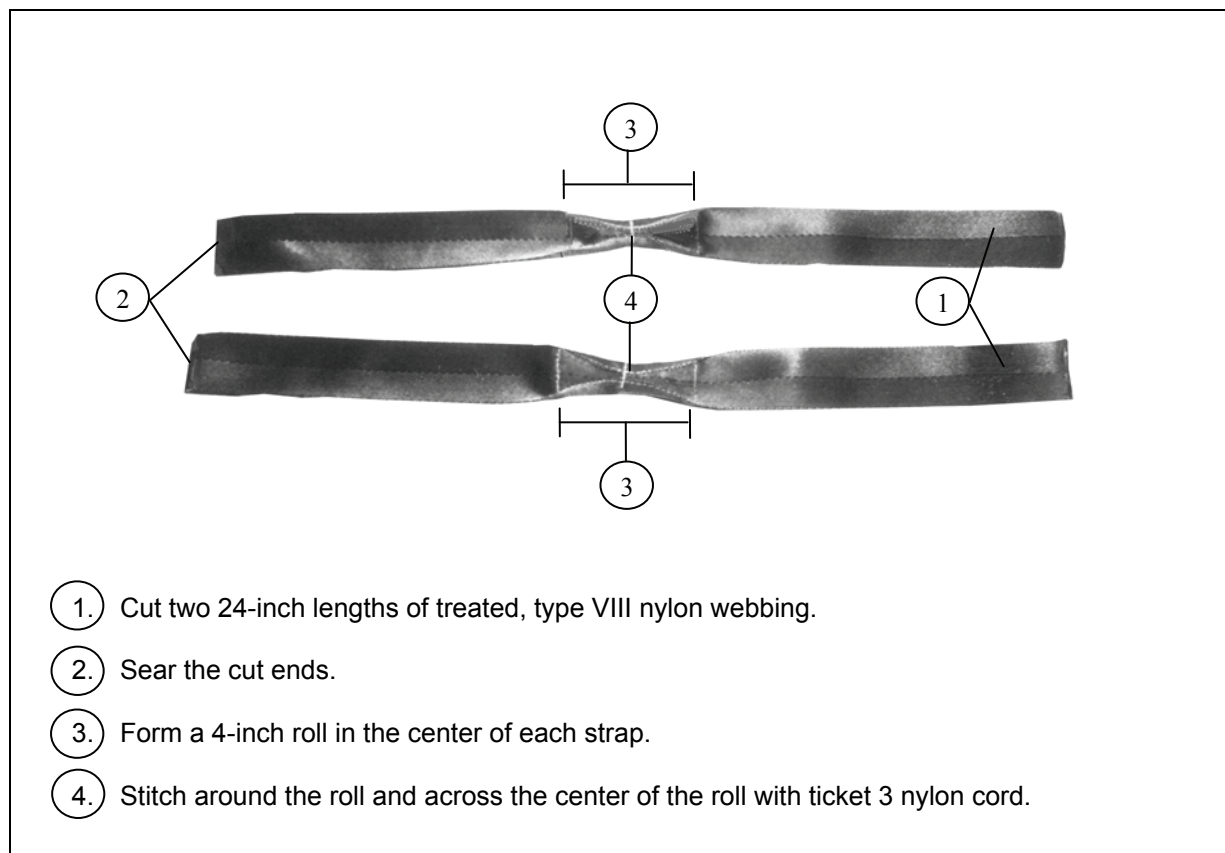 3
2
4
1
3
1. Cut two 24-inch lengths of treated, type VIII nylon webbing.
2. Sear the cut ends.
3. Form a 4-inch roll in the center of each strap.
4. Stitch around the roll and across the center of the roll with ticket 3 nylon cord.